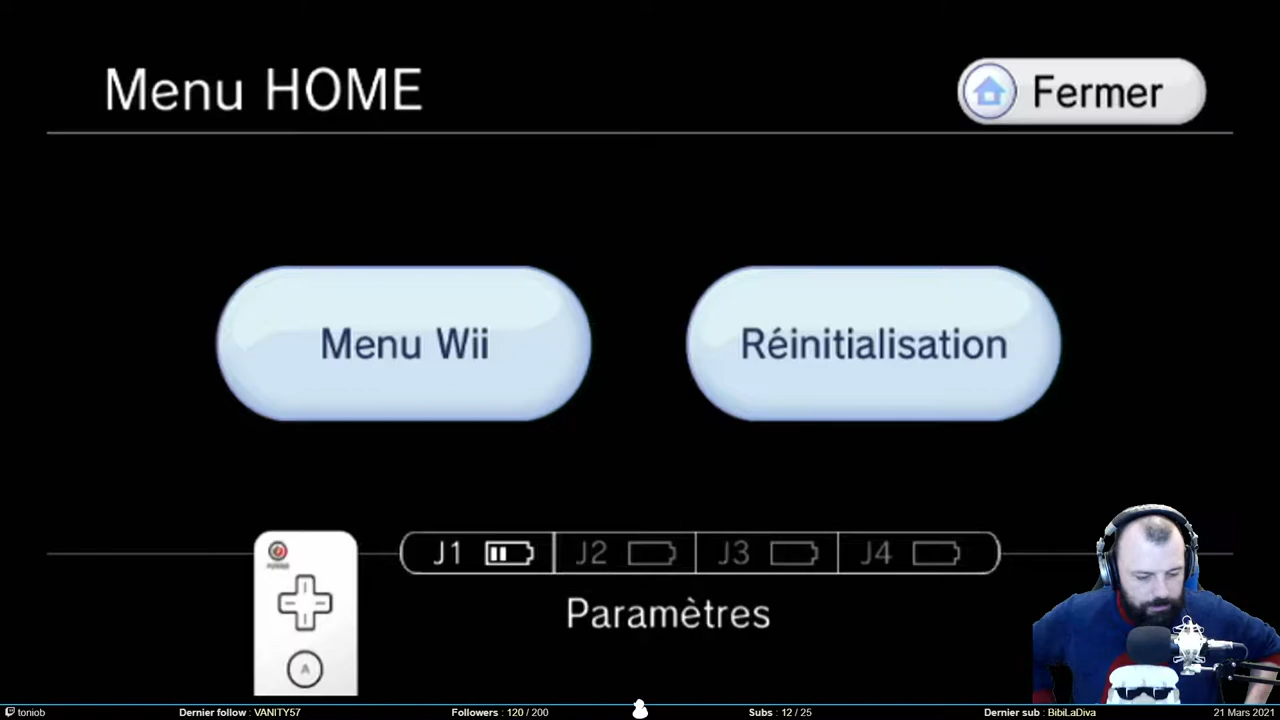 Menu HOME
Fermer
Menu Wii
Réinitialisation
POWER
J1 J2 J3 J4
A
Paramètres
toniob
Dernier follow : VANITY57
Followers : 120 / 200
Subs : 12 / 25
Dernier sub : BibiLaDiva
21 Mars 2021